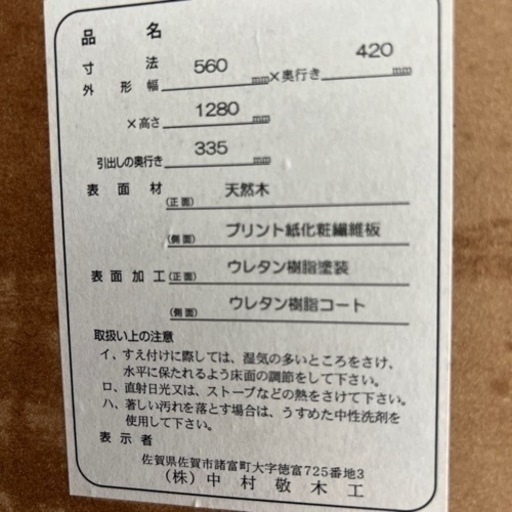 品名
寸法 560 420
外形幅 mm×奥行き mm
×高さ 1280 mm
引出しの奥行き 335 mm
表面材 (正面) 天然木
(側面) プリント紙化粧繊維板
表面加工 (正面) ウレタン樹脂塗装
(側面) ウレタン樹脂コート
取扱い上の注意
イ、すえ付けに際しては、湿気の多いところをさけ、
水平に保たれるよう床面の調節をして下さい。
ロ、直射日光又は、ストーブなどの熱をさけて下さい。
ハ、著しい汚れを落とす場合は、うすめた中性洗剤を
使用して下さい。
表示者
佐賀県佐賀市諸富町大字徳富725番地3
(株)中村敬木工